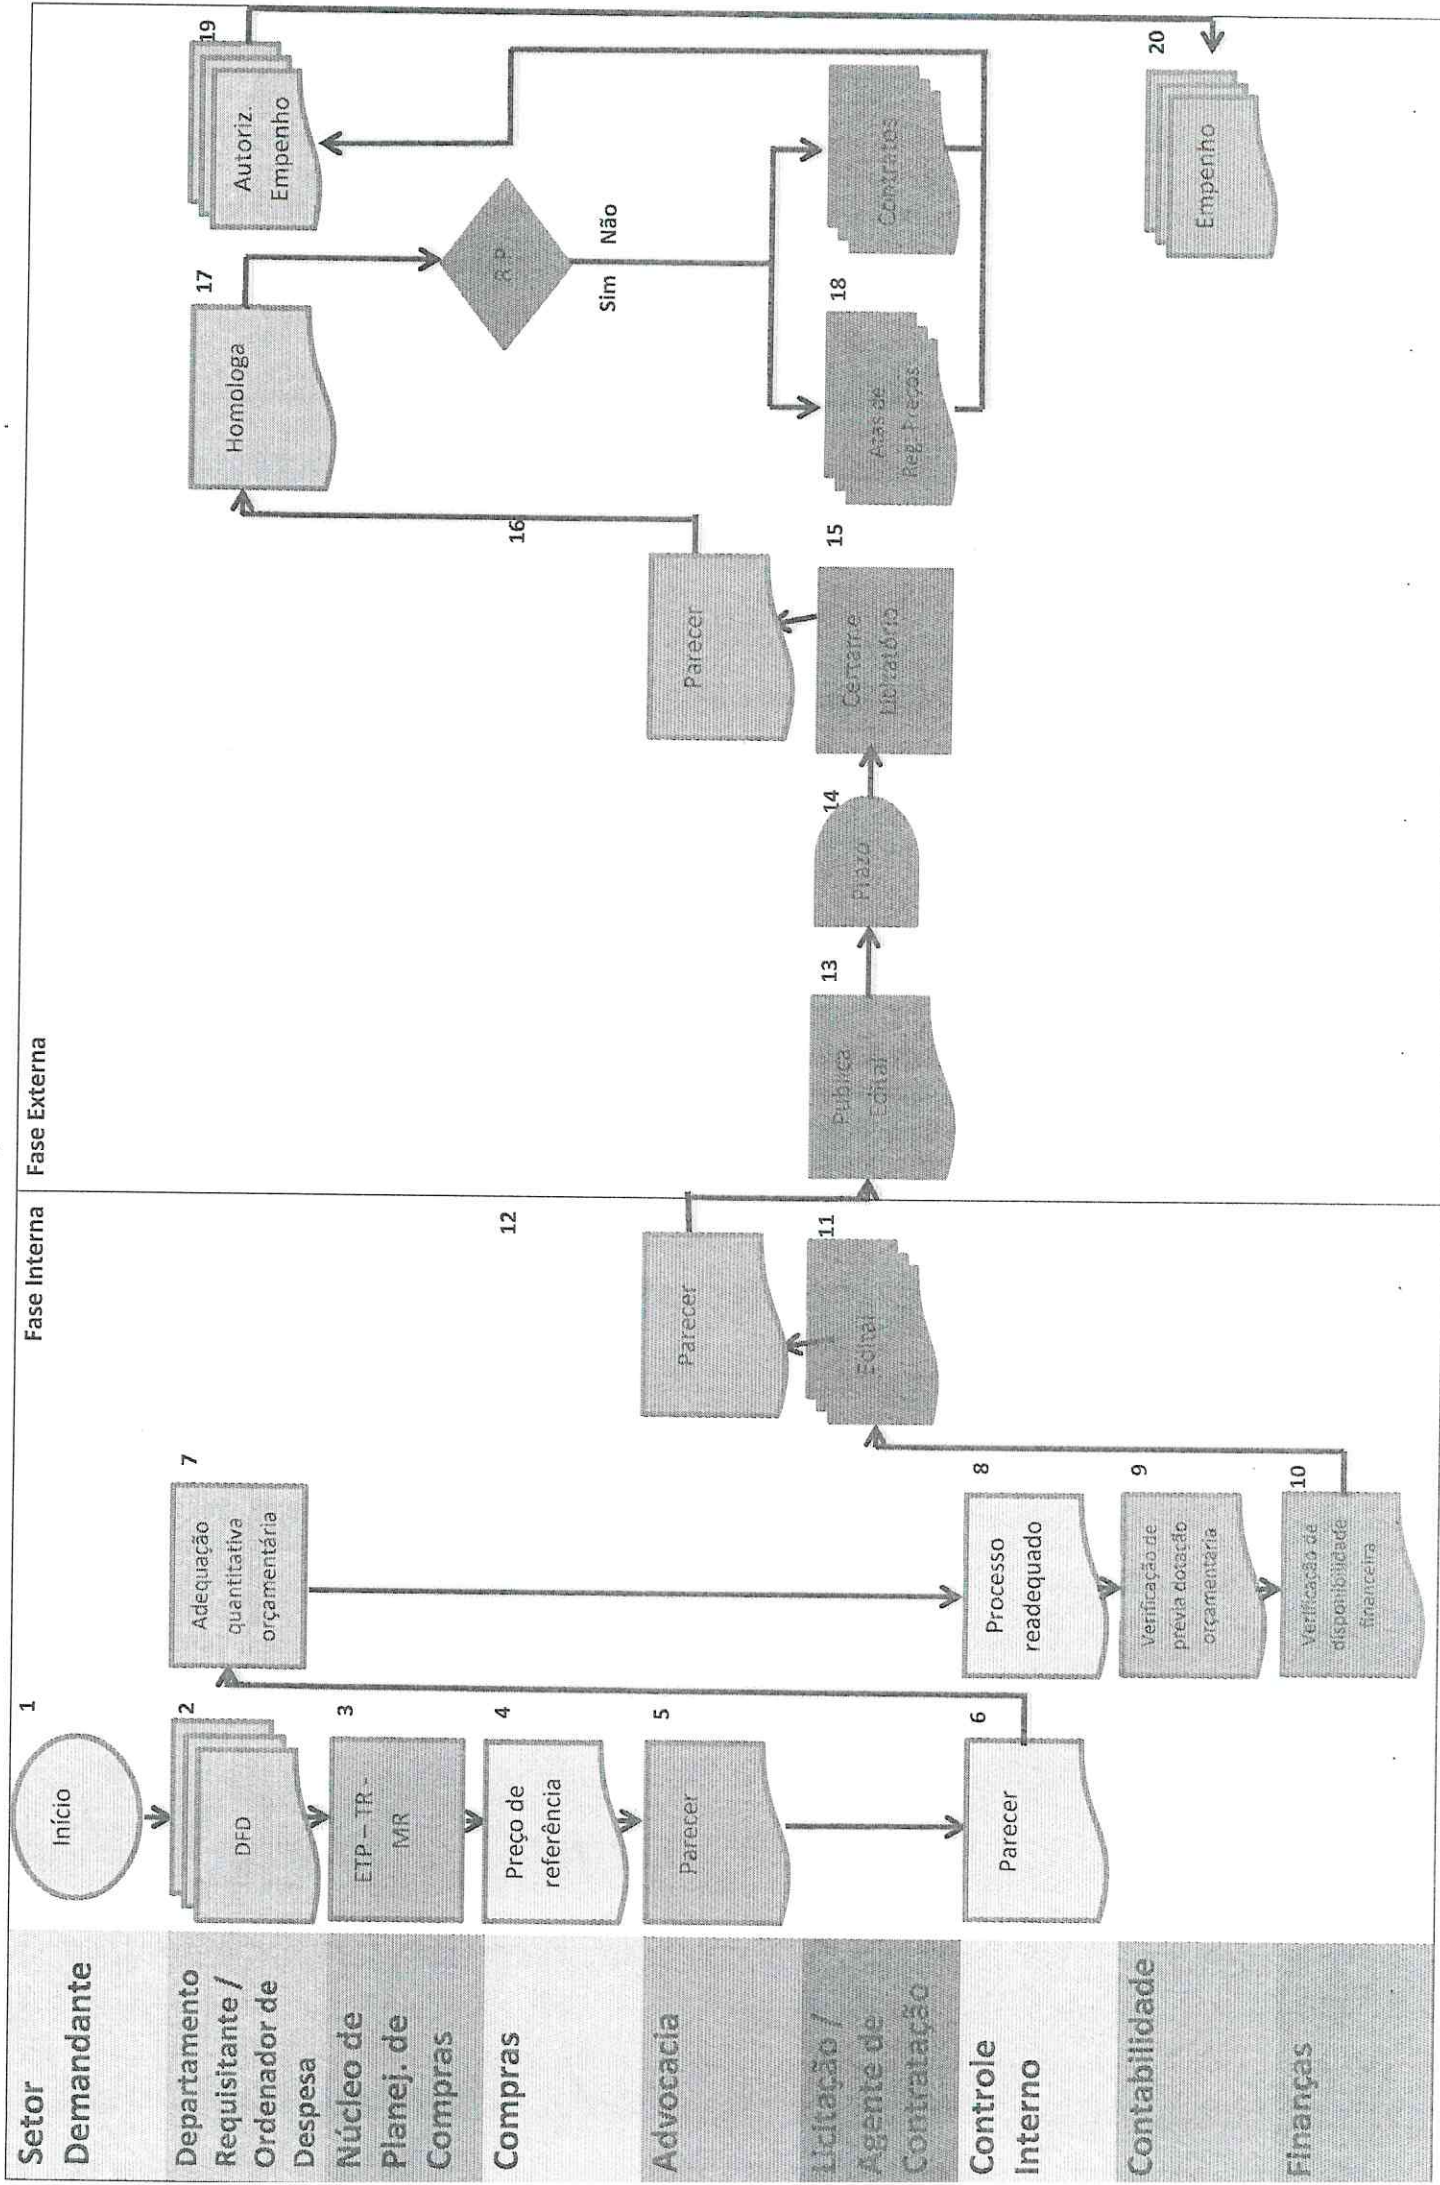 Fase Interna
Fase Externa
Setor
Demandante
Início
1
Departamento
Requisitante /
Ordenador de
Despesa
DFD
2
Adequação
quantitativa
orçamentária
7
Homologa
17
Autoriz.
Empenho
19
Núcleo de
Planej. de
Compras
ETP – TR -
MR
3
R.P
Sim
Não
Compras
Preço de
referência
4
12
16
Advocacia
Parecer
5
Parecer
Parecer
Licitação /
Agente de
Contratação
Edital
11
Publica
Edital
13
Prazo
14
Certame
Licitatório
15
Atas de
Reg. Preços
18
Contratos
Controle
Interno
Parecer
6
Processo
readequado
8
Contabilidade
Verificação de
previa dotação
orçamentária
9
Empenho
20
Finanças
Verificação de
disponibilidade
financeira
10